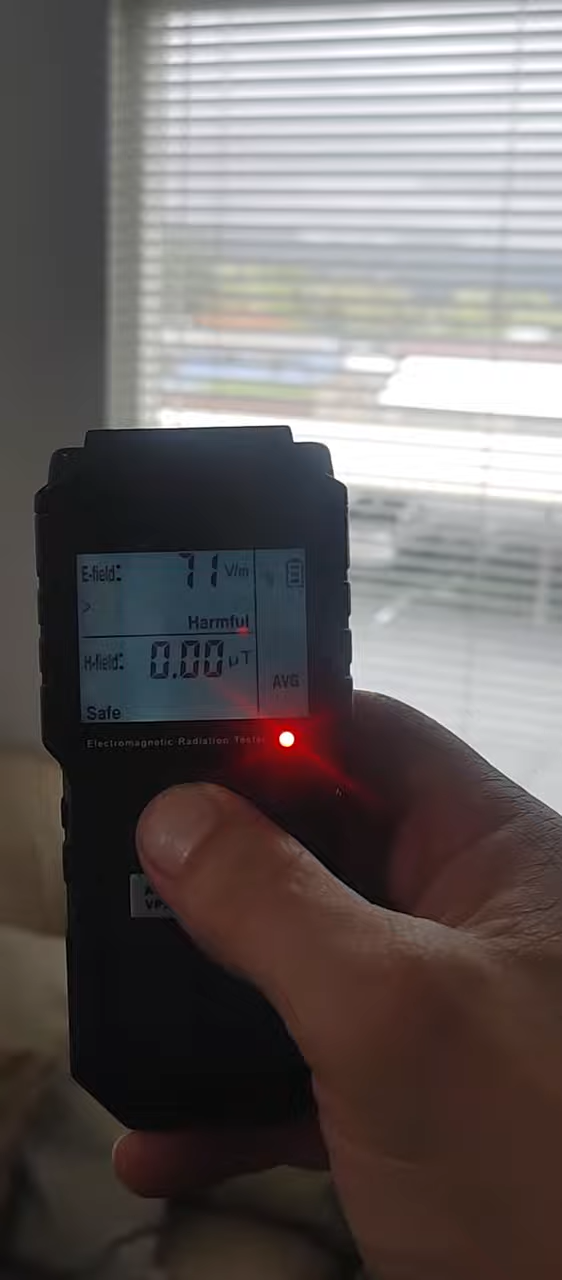 E-field: 71 V/m
>
Harmful
H-field: 0.00 µT
AVG
Safe
Electromagnetic Radiation Tester